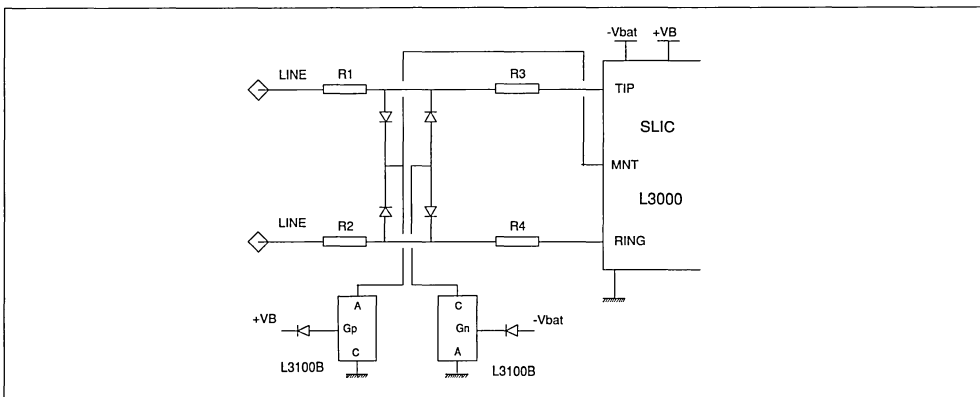 -Vbat +VB
LINE R1 R3
TIP
SLIC
MNT
L3000
LINE R2 R4
RING
A C
+VB Gp Gn -Vbat
C A
L3100B L3100B